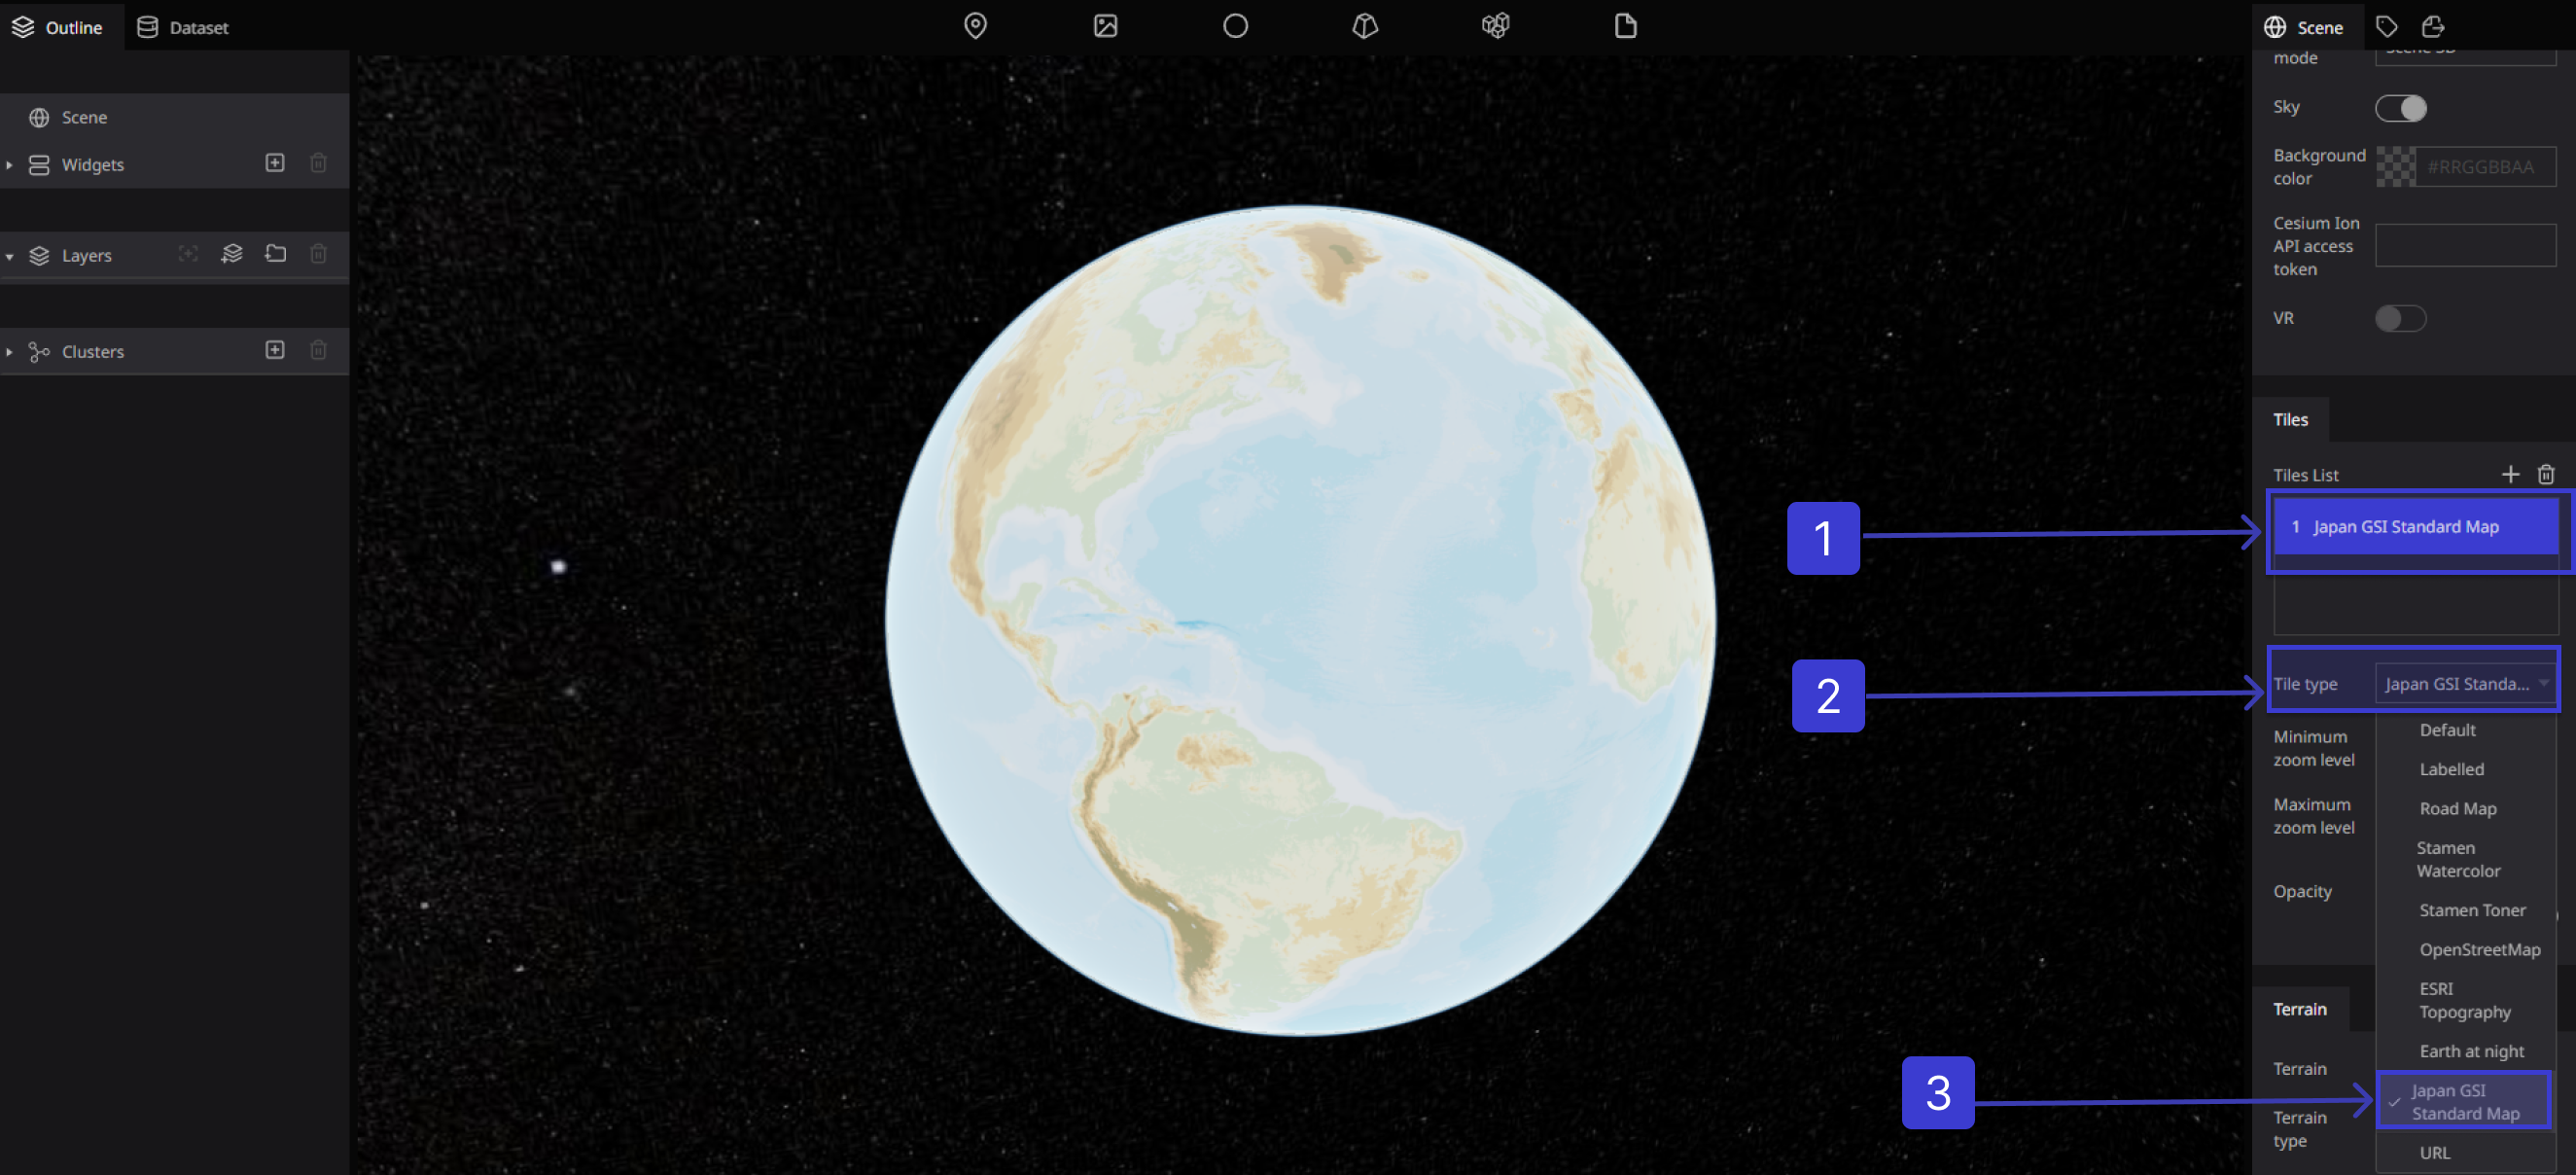 Outline
Dataset
Scene
Widgets
Layers
Clusters
Scene
mode
Scene 3D
Sky
Background
color
#RRGGBBAA
Cesium Ion
API access
token
VR
Tiles
Tiles List
1 Japan GSI Standard Map
1
2
Tile type
Japan GSI Standa...
Minimum
zoom level
Maximum
zoom level
Opacity
Default
Labelled
Road Map
Stamen
Watercolor
Stamen Toner
OpenStreetMap
ESRI
Topography
Earth at night
Japan GSI
Standard Map
URL
Terrain
Terrain
Terrain
type
3